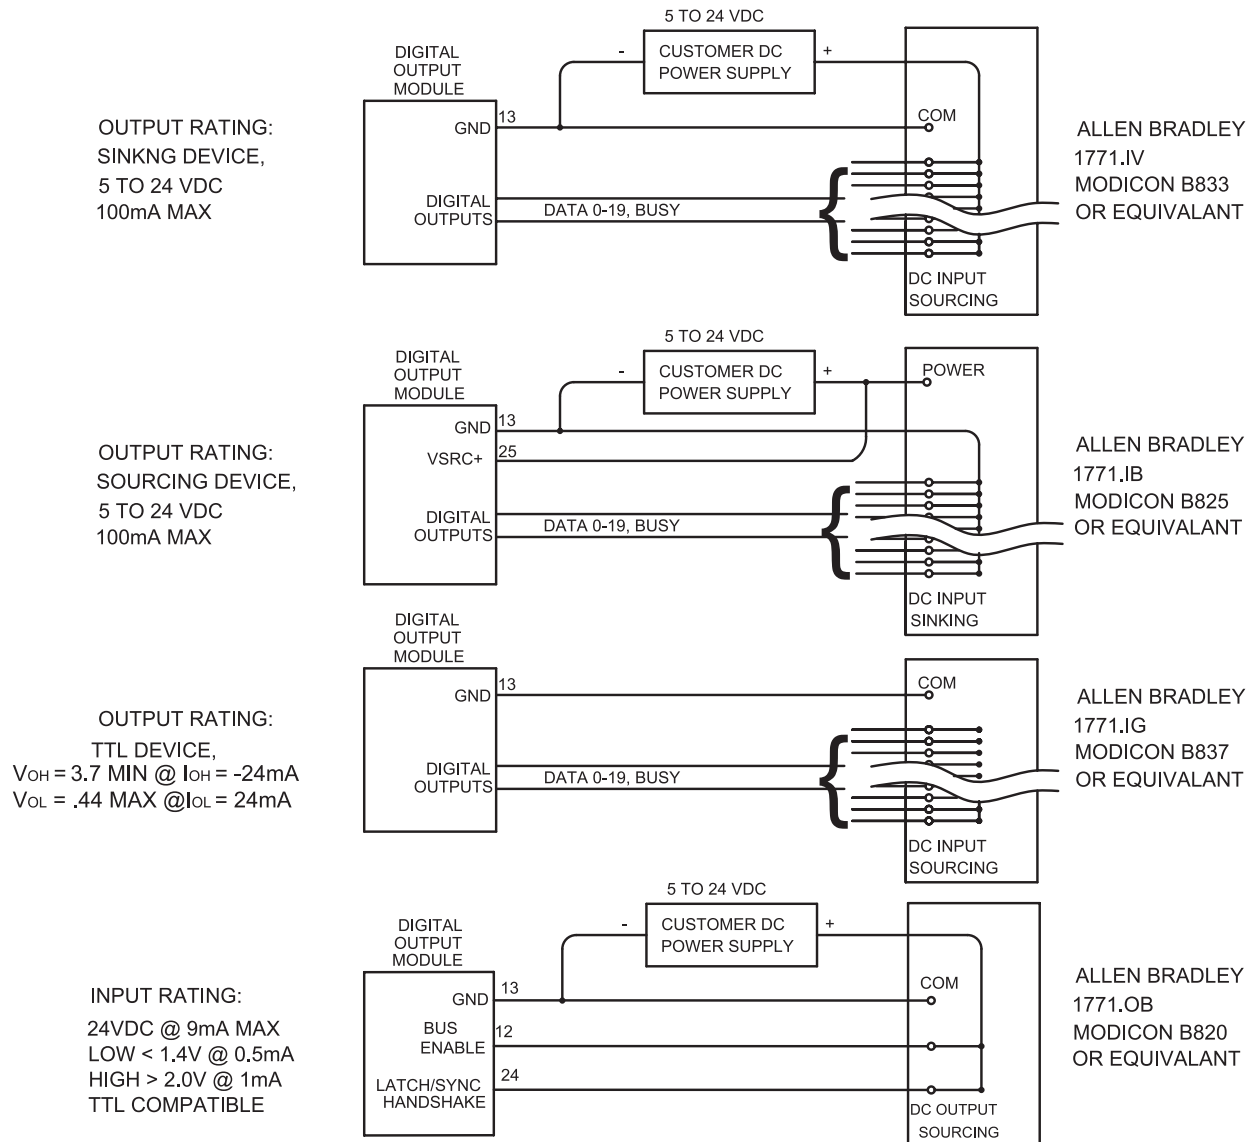 5 TO 24 VDC
DIGITAL
OUTPUT
MODULE
- CUSTOMER DC +
POWER SUPPLY
OUTPUT RATING:
SINKNG DEVICE,
5 TO 24 VDC
100mA MAX
GND 13
COM
DIGITAL
OUTPUTS
DATA 0-19, BUSY
DC INPUT
SOURCING
ALLEN BRADLEY
1771.IV
MODICON B833
OR EQUIVALANT
5 TO 24 VDC
DIGITAL
OUTPUT
MODULE
- CUSTOMER DC +
POWER SUPPLY
POWER
OUTPUT RATING:
SOURCING DEVICE,
5 TO 24 VDC
100mA MAX
GND 13
VSRC+ 25
DIGITAL
OUTPUTS
DATA 0-19, BUSY
DC INPUT
SINKING
ALLEN BRADLEY
1771.IB
MODICON B825
OR EQUIVALANT
DIGITAL
OUTPUT
MODULE
OUTPUT RATING:
TTL DEVICE,
VOH = 3.7 MIN @ IOH = -24mA
VOL = .44 MAX @IOL = 24mA
GND 13
COM
DIGITAL
OUTPUTS
DATA 0-19, BUSY
DC INPUT
SOURCING
ALLEN BRADLEY
1771.IG
MODICON B837
OR EQUIVALANT
5 TO 24 VDC
DIGITAL
OUTPUT
MODULE
- CUSTOMER DC +
POWER SUPPLY
INPUT RATING:
24VDC @ 9mA MAX
LOW < 1.4V @ 0.5mA
HIGH > 2.0V @ 1mA
TTL COMPATIBLE
GND 13
COM
BUS
ENABLE 12
LATCH/SYNC 24
HANDSHAKE
DC OUTPUT
SOURCING
ALLEN BRADLEY
1771.OB
MODICON B820
OR EQUIVALANT